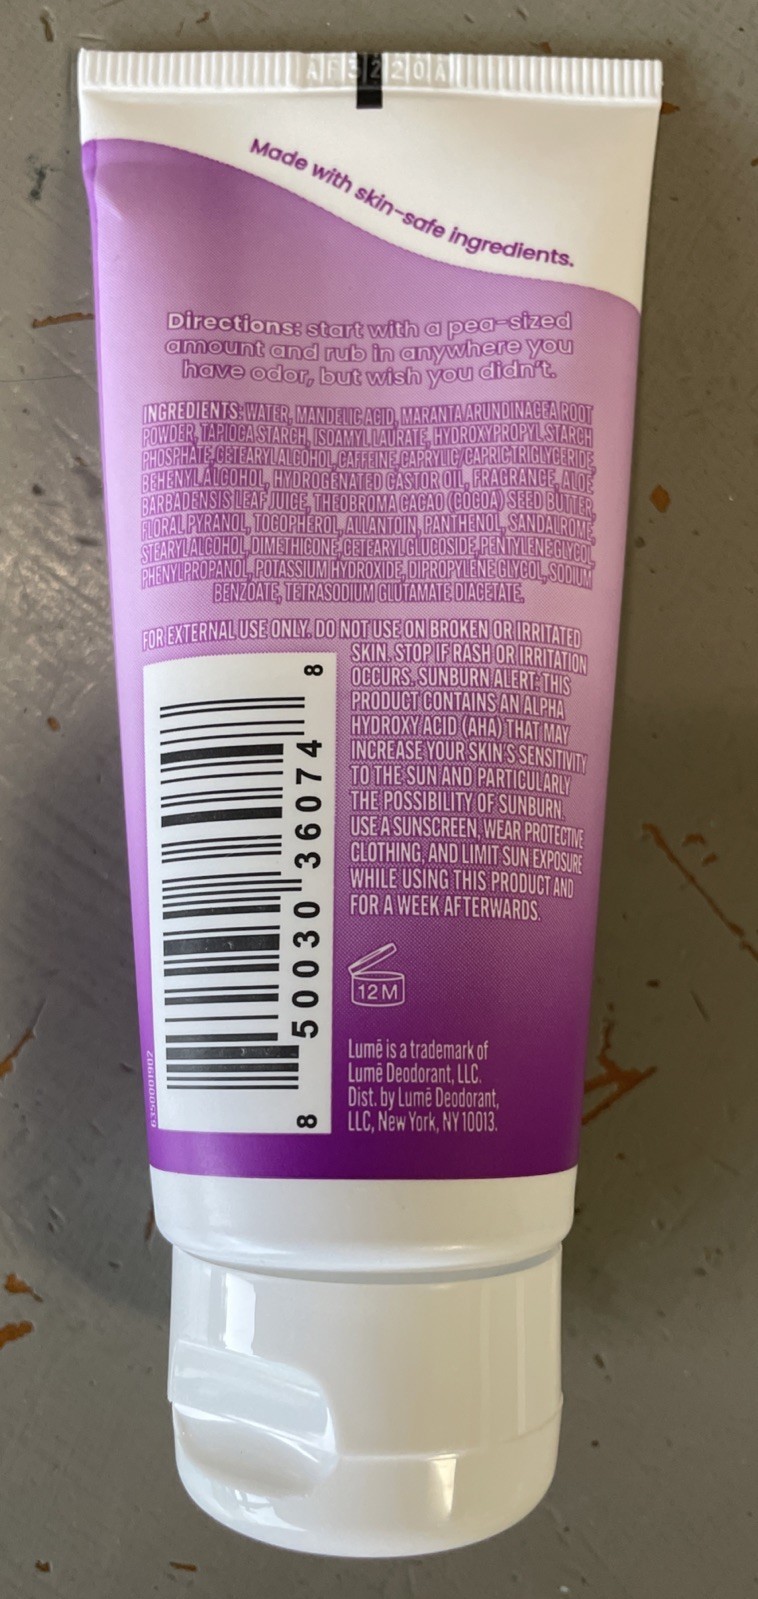 AF3220A
Made with skin-safe ingredients.
Directions: start with a pea-sized
amount and rub in anywhere you
have odor, but wish you didn't.
INGREDIENTS: WATER, MANDELIC ACID, MARANTA ARUNDINACEA ROOT
POWDER, TAPIOCA STARCH, ISOAMYL LAURATE, HYDROXYPROPYL STARCH
PHOSPHATE, CETEARYL ALCOHOL, CAFFEINE, CAPRYLIC/CAPRIC TRIGLYCERIDE,
BEHENYL ALCOHOL, HYDROGENATED CASTOR OIL, FRAGRANCE, ALOE
BARBADENSIS LEAF JUICE, THEOBROMA CACAO (COCOA) SEED BUTTER,
FLORAL PYRANOL, TOCOPHEROL, ALLANTOIN, PANTHENOL, SANDALROME,
STEARYL ALCOHOL, DIMETHICONE, CETEARYL GLUCOSIDE, PENTYLENE GLYCOL,
PHENYLPROPANOL, POTASSIUM HYDROXIDE, DIPROPYLENE GLYCOL, SODIUM
BENZOATE, TETRASODIUM GLUTAMATE DIACETATE.
FOR EXTERNAL USE ONLY. DO NOT USE ON BROKEN OR IRRITATED
SKIN. STOP IF RASH OR IRRITATION
OCCURS. SUNBURN ALERT: THIS
PRODUCT CONTAINS AN ALPHA
HYDROXY ACID (AHA) THAT MAY
INCREASE YOUR SKIN'S SENSITIVITY
TO THE SUN AND PARTICULARLY
THE POSSIBILITY OF SUNBURN.
USE A SUNSCREEN, WEAR PROTECTIVE
CLOTHING, AND LIMIT SUN EXPOSURE
WHILE USING THIS PRODUCT AND
FOR A WEEK AFTERWARDS.
8 50030 36074 8
12M
6350001902
Lumē is a trademark of
Lumē Deodorant, LLC.
Dist. by Lumē Deodorant,
LLC, New York, NY 10013.